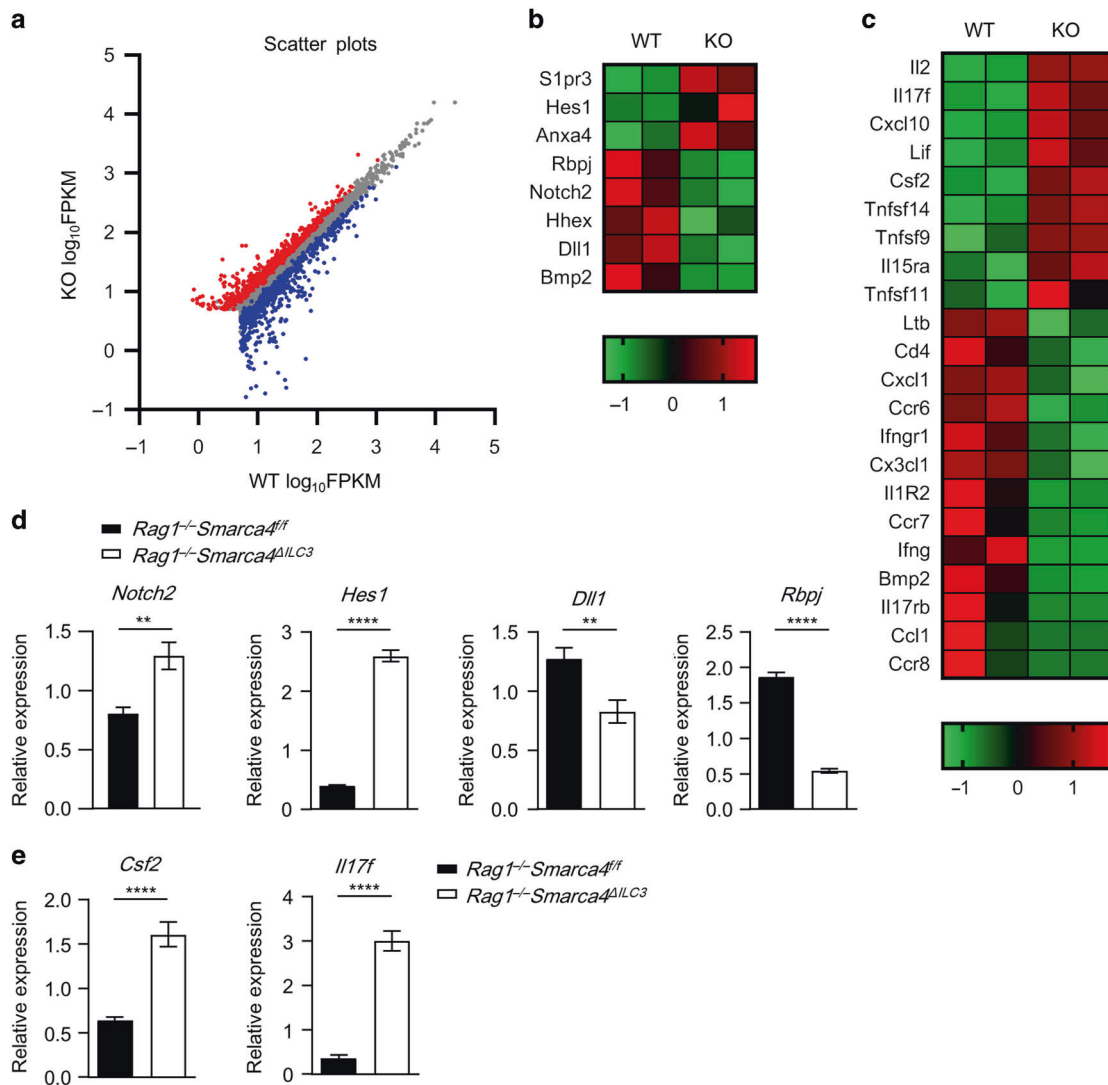 a
Scatter plots
KO log₁₀FPKM
5
4
3
2
1
0
–1
–1 0 1 2 3 4 5
WT log₁₀FPKM
b
WT KO
S1pr3
Hes1
Anxa4
Rbpj
Notch2
Hhex
Dll1
Bmp2
–1 0 1
c
WT KO
Il2
Il17f
Cxcl10
Lif
Csf2
Tnfsf14
Tnfsf9
Il15ra
Tnfsf11
Ltb
Cd4
Cxcl1
Ccr6
Ifngr1
Cx3cl1
Il1R2
Ccr7
Ifng
Bmp2
Il17rb
Ccl1
Ccr8
–1 0 1
d
Rag1–/–Smarca4f/f
Rag1–/–Smarca4ΔILC3
Notch2
**
Relative expression
1.5
1.0
0.5
0.0
Hes1
****
Relative expression
3
2
1
0
Dll1
**
Relative expression
1.5
1.0
0.5
0.0
Rbpj
****
Relative expression
2.5
2.0
1.5
1.0
0.5
0.0
e
Csf2
****
Relative expression
2.0
1.5
1.0
0.5
0.0
Il17f
****
Relative expression
4
3
2
1
0
Rag1–/–Smarca4f/f
Rag1–/–Smarca4ΔILC3